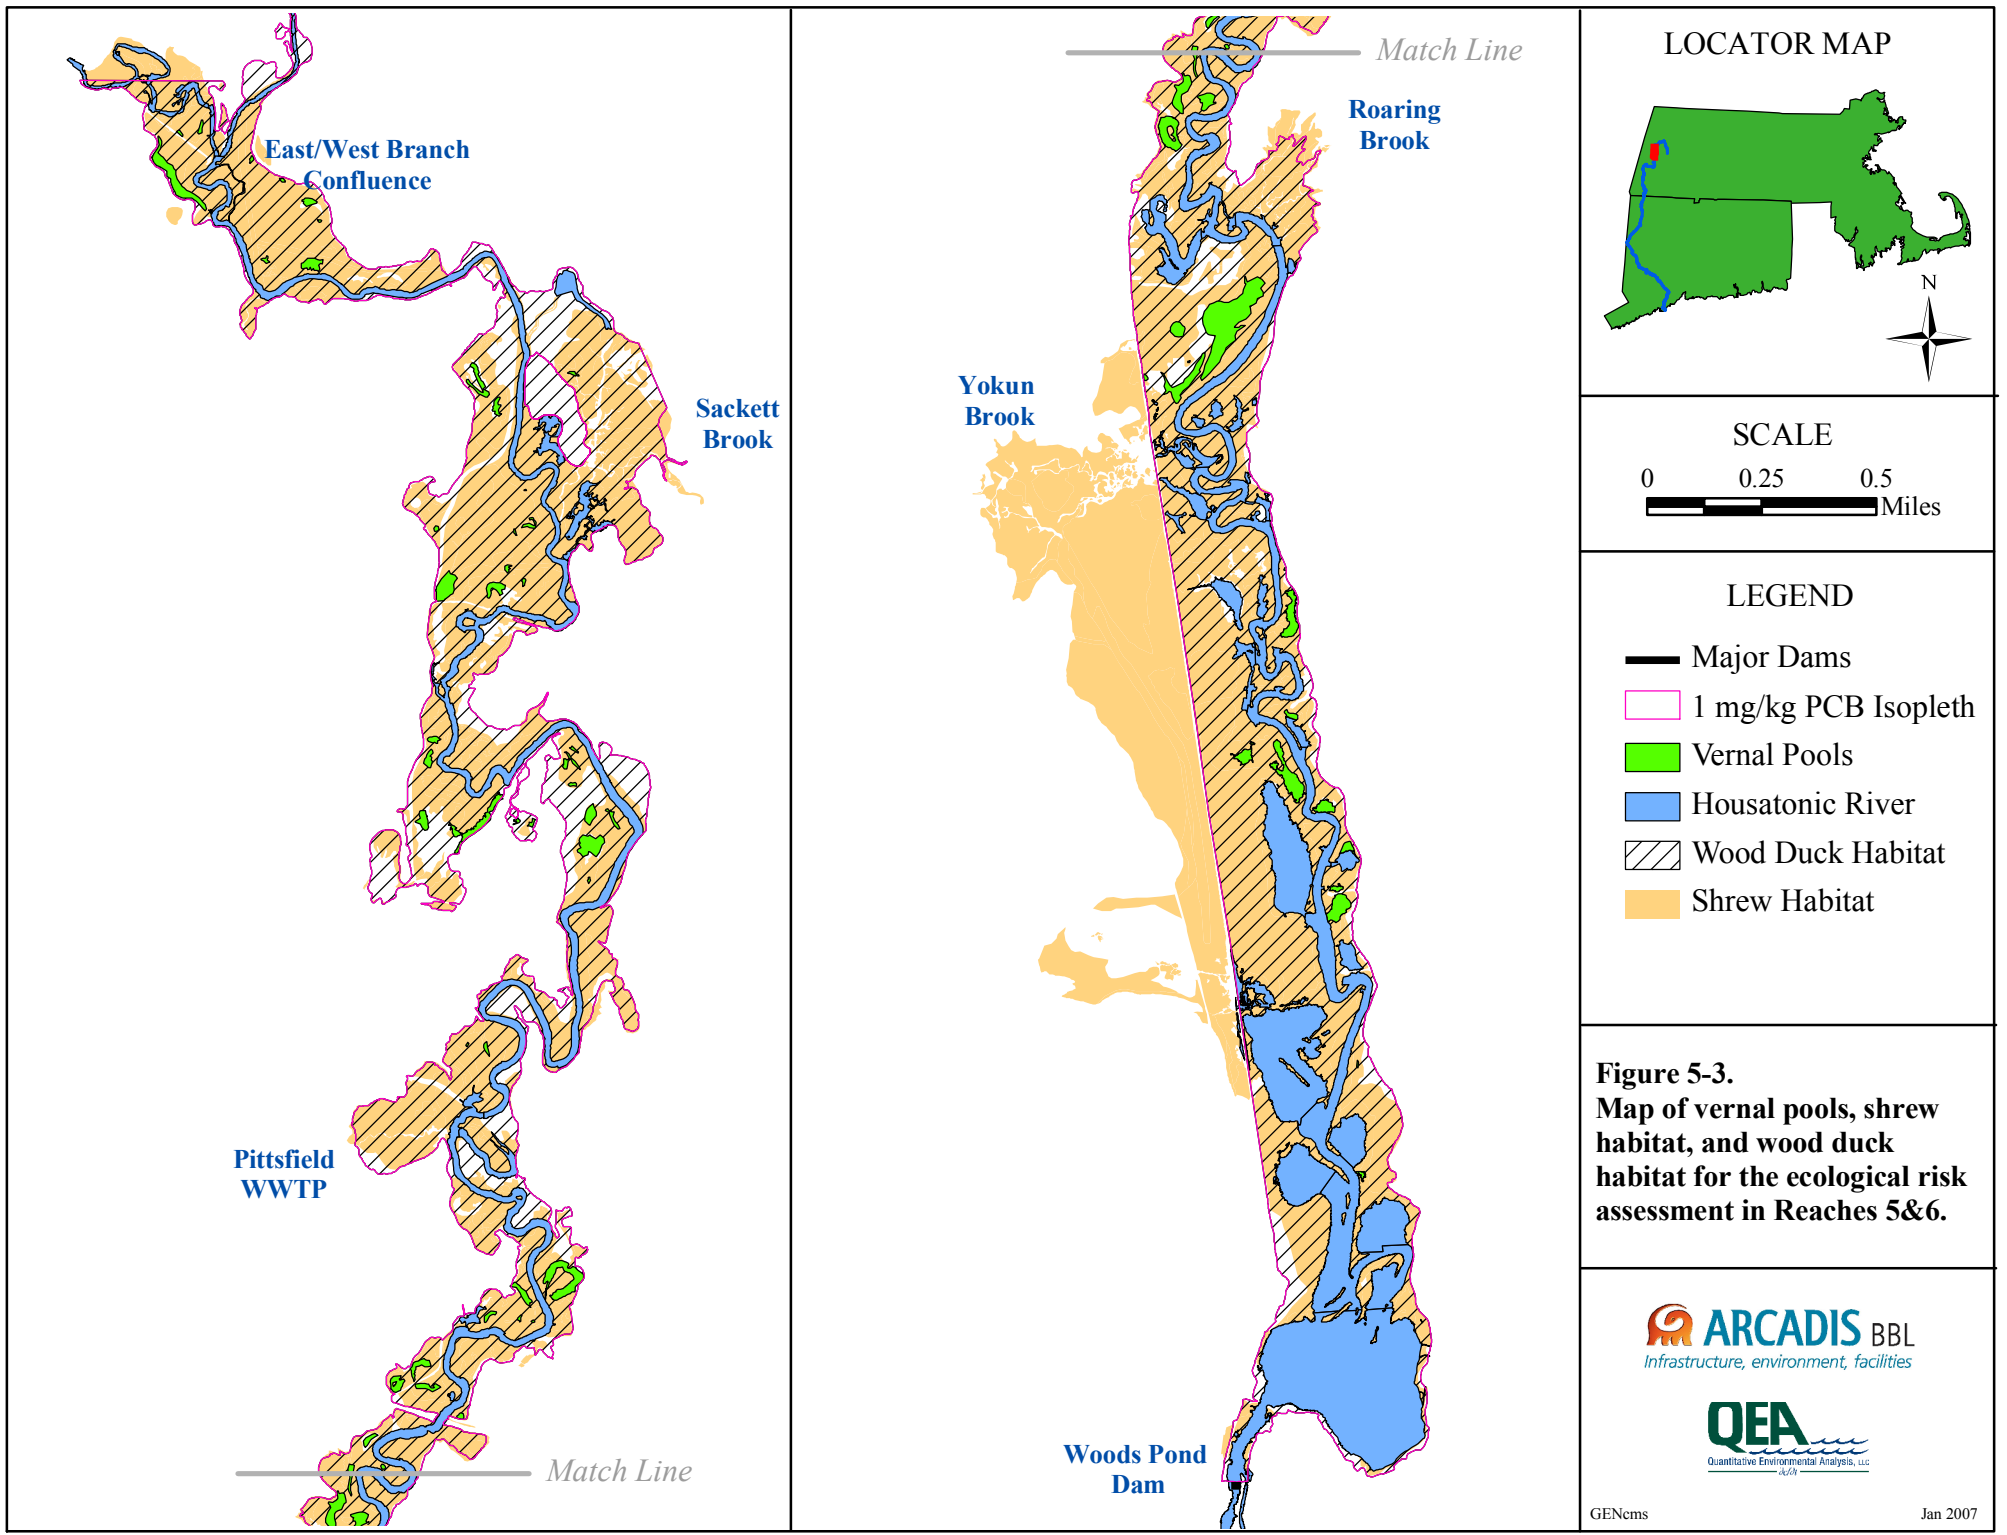 East/West Branch
Confluence
Sackett
Brook
Pittsfield
WWTP
Match Line
Match Line
Roaring
Brook
Yokun
Brook
Woods Pond
Dam
LOCATOR MAP
N
SCALE
0 0.25 0.5
Miles
LEGEND
Major Dams
1 mg/kg PCB Isopleth
Vernal Pools
Housatonic River
Wood Duck Habitat
Shrew Habitat
Figure 5-3.
Map of vernal pools, shrew
habitat, and wood duck
habitat for the ecological risk
assessment in Reaches 5&6.
ARCADIS BBL
Infrastructure, environment, facilities
QEA
Quantitative Environmental Analysis, LLC
GENcms Jan 2007